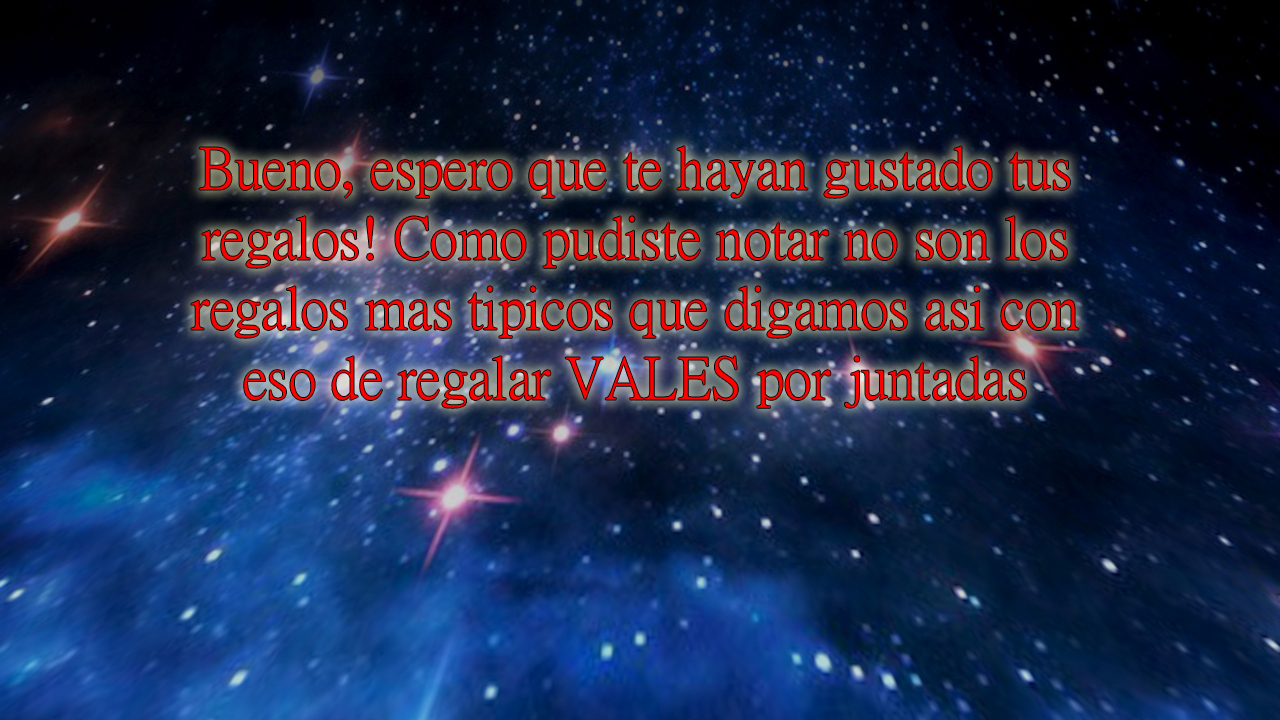 Bueno, espero que te hayan gustado tus
regalos! Como pudiste notar no son los
regalos mas tipicos que digamos asi con
eso de regalar VALES por juntadas